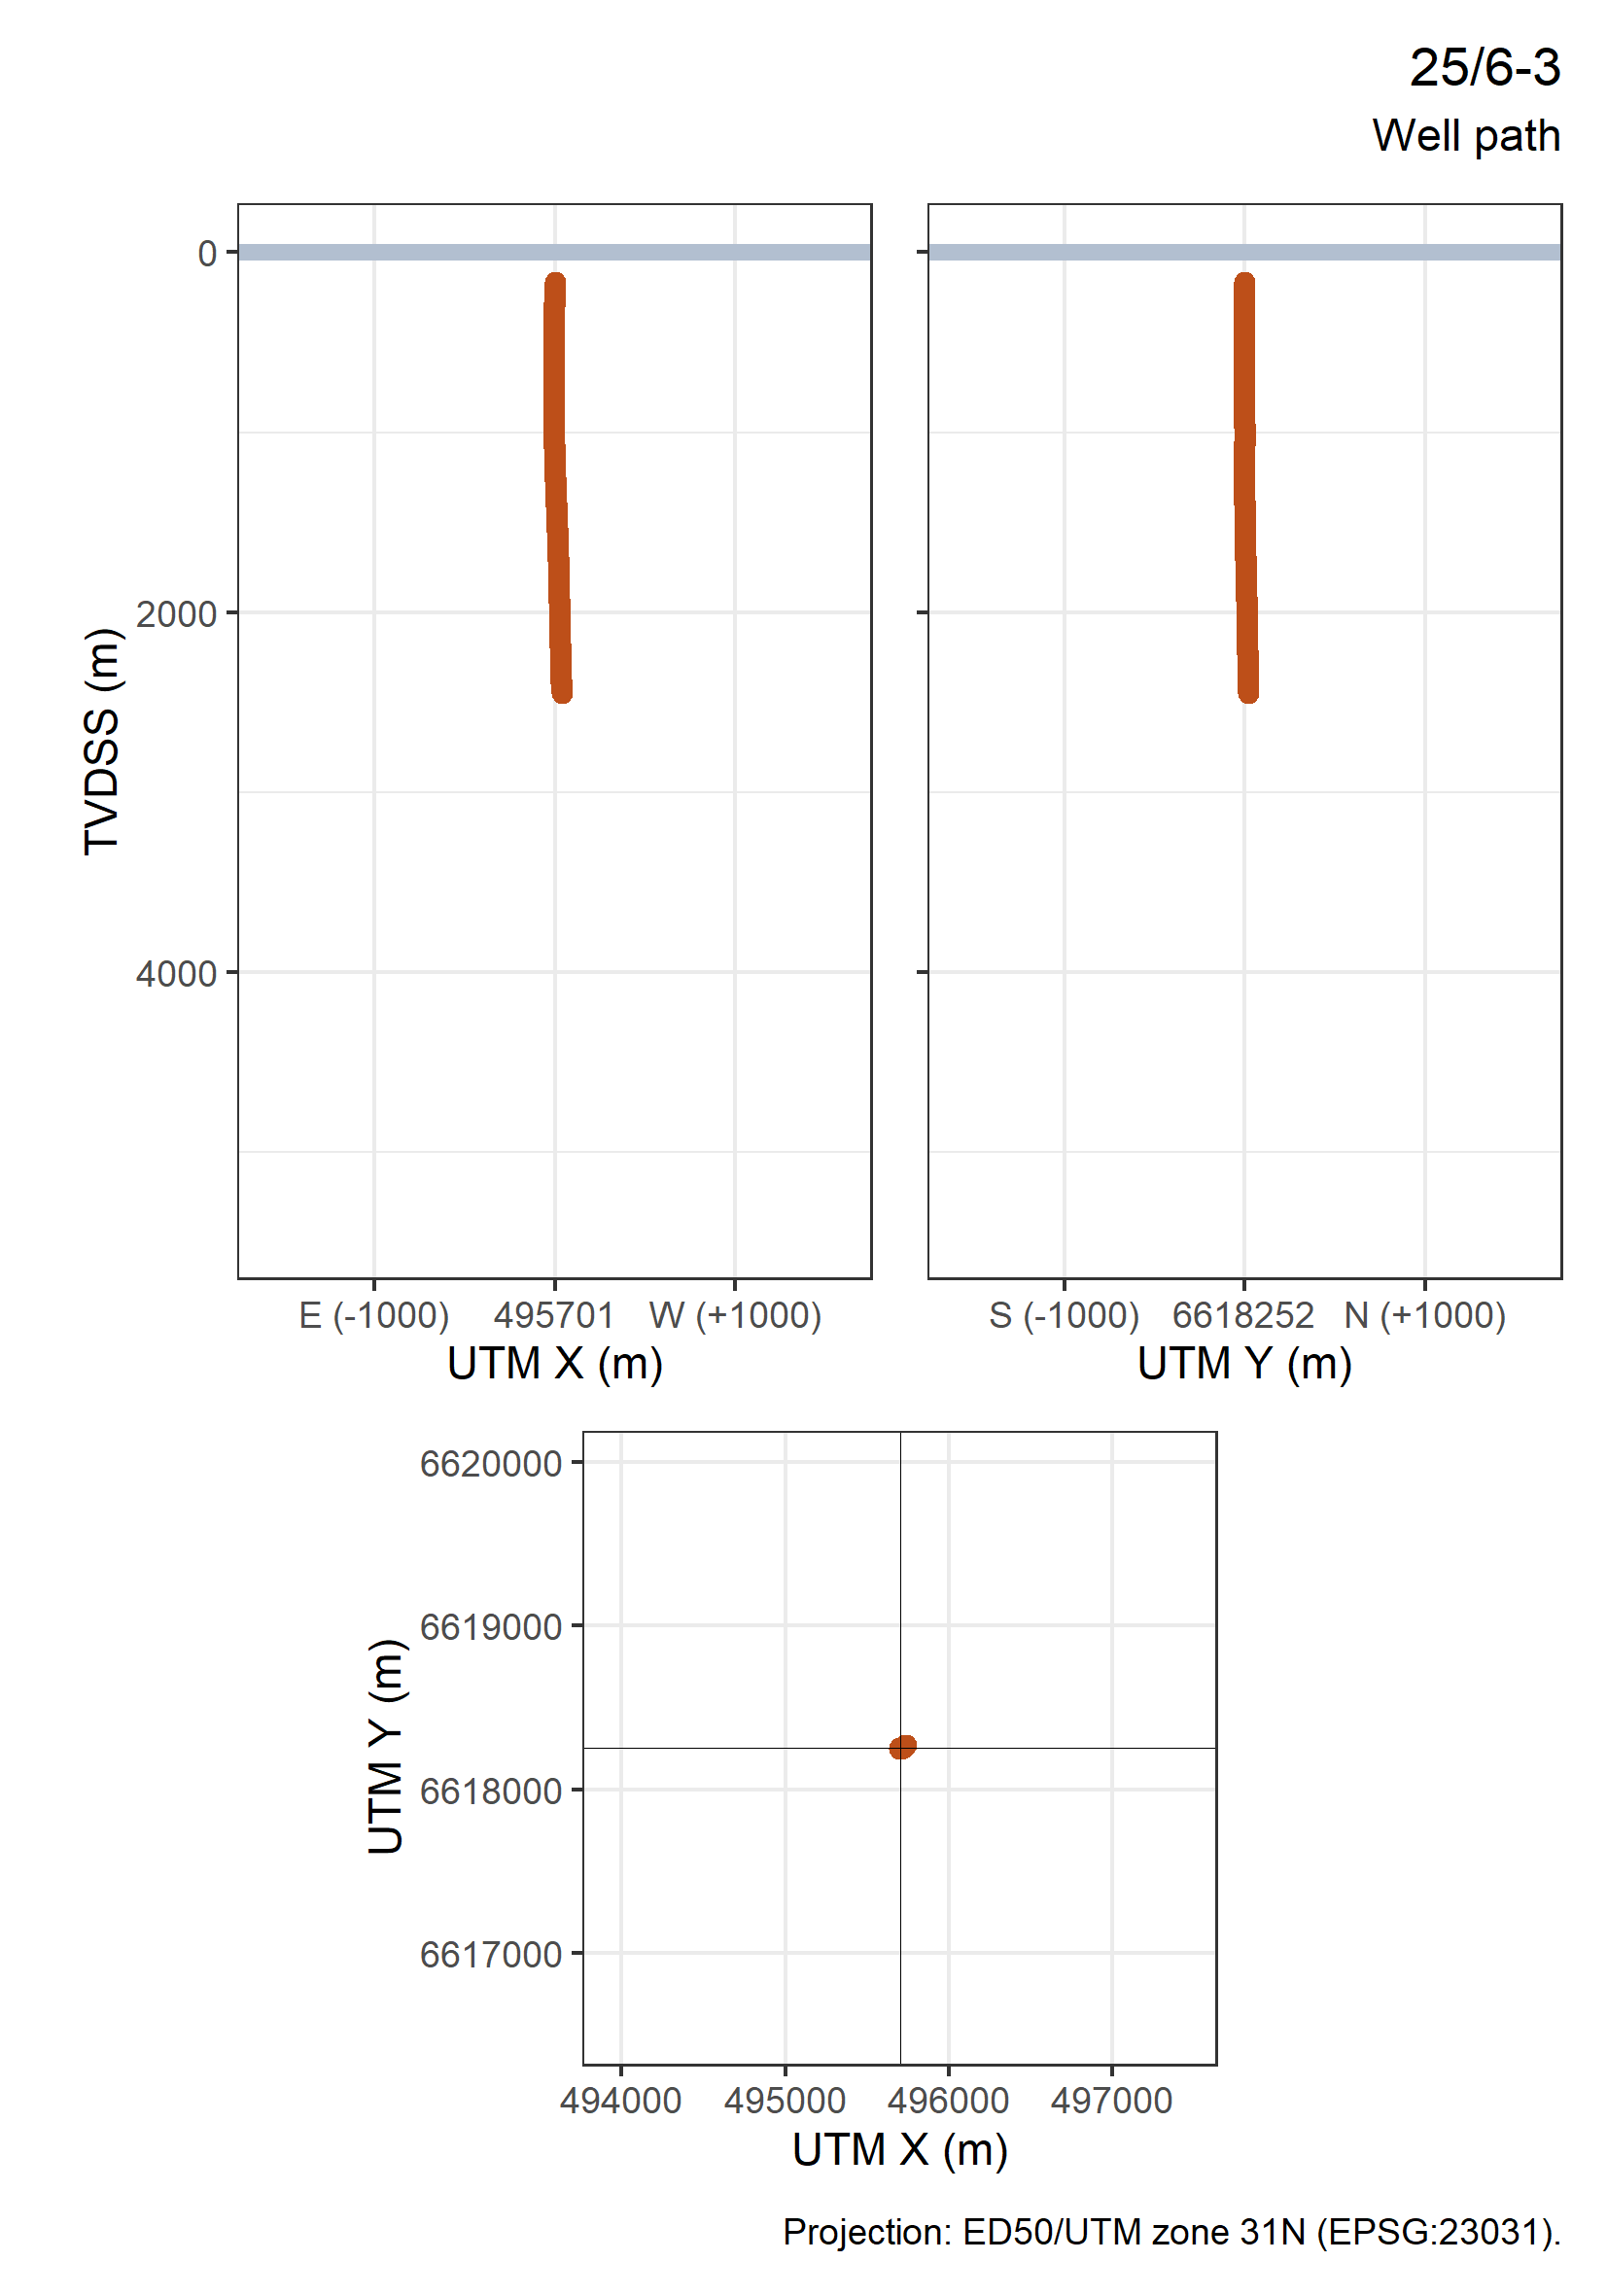 25/6-3
Well path
TVDSS (m)
0
2000
4000
E (-1000) 495701 W (+1000)
UTM X (m)
S (-1000) 6618252 N (+1000)
UTM Y (m)
UTM Y (m)
6620000
6619000
6618000
6617000
494000 495000 496000 497000
UTM X (m)
Projection: ED50/UTM zone 31N (EPSG:23031).